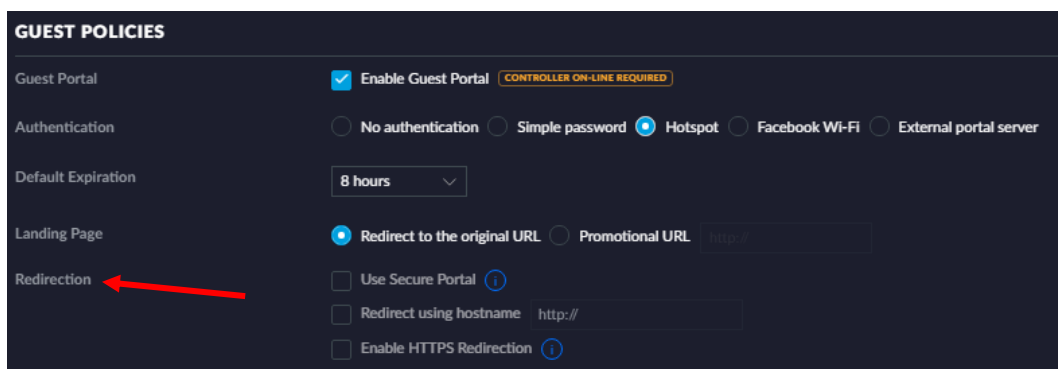 GUEST POLICIES
Guest Portal Enable Guest Portal CONTROLLER ON-LINE REQUIRED
Authentication No authentication Simple password Hotspot Facebook Wi-Fi External portal server
Default Expiration 8 hours
Landing Page Redirect to the original URL Promotional URL http://
Redirection Use Secure Portal i
Redirect using hostname http://
Enable HTTPS Redirection i